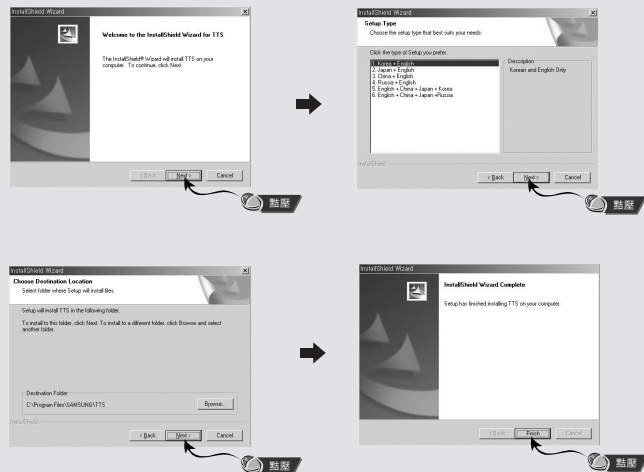 InstallShield Wizard
Welcome to the InstallShield Wizard for TTS
The InstallShield® Wizard will install TTS on your
computer. To continue, click Next.
< Back
Next >
Cancel
點壓
InstallShield Wizard
Setup Type
Choose the setup type that best suits your needs.
Click the type of Setup you prefer.
1. Korea + English
2. Japan + English
3. China + English
4. Russia + English
5. English + China + Japan + Korea
6. English + China + Japan +Russia
Description
Korean and English Only
InstallShield
< Back
Next >
Cancel
點壓
InstallShield Wizard
Choose Destination Location
Select folder where Setup will install files.
Setup will install TTS in the following folder.
To install to this folder, click Next. To install to a different folder, click Browse and select
another folder.
Destination Folder
C:\Program Files\SAMSUNG\TTS
Browse...
InstallShield
< Back
Next >
Cancel
點壓
InstallShield Wizard
InstallShield Wizard Complete
Setup has finished installing TTS on your computer.
< Back
Finish
Cancel
點壓